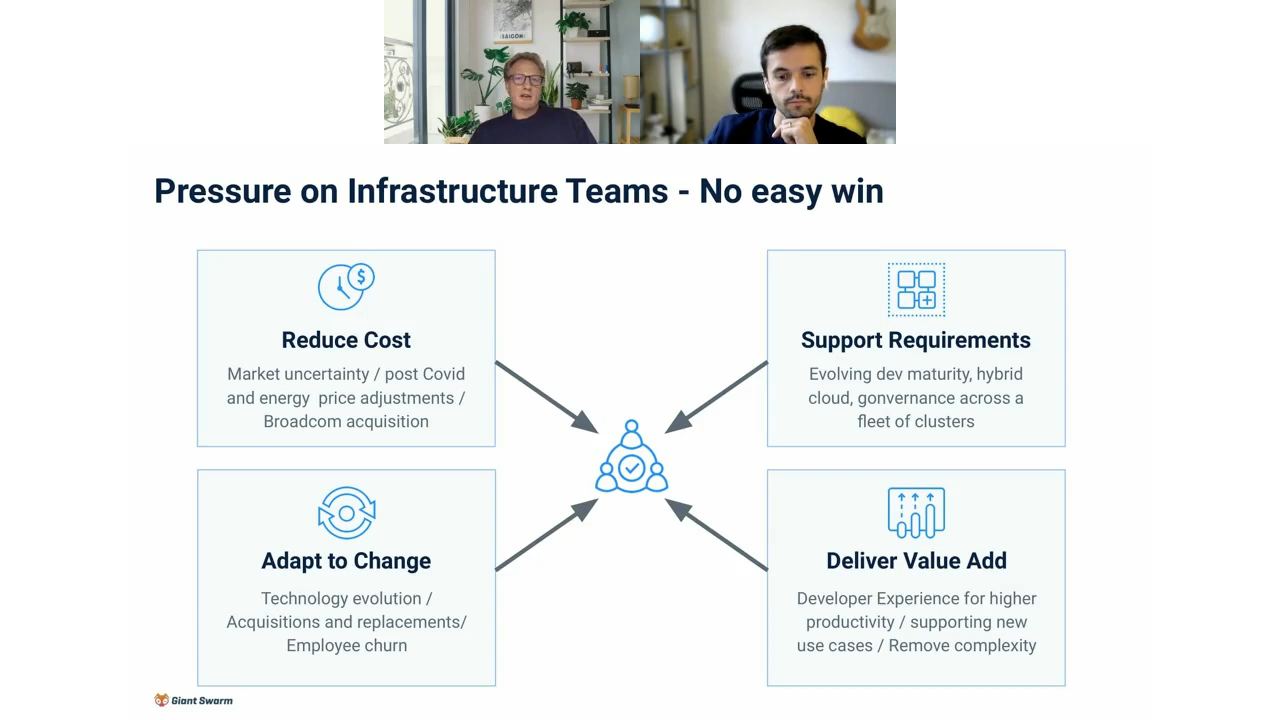 SAIGON
Pressure on Infrastructure Teams - No easy win
$
Reduce Cost
Market uncertainty / post Covid
and energy price adjustments /
Broadcom acquisition
Support Requirements
Evolving dev maturity, hybrid
cloud, gonvernance across a
fleet of clusters
Adapt to Change
Technology evolution /
Acquisitions and replacements/
Employee churn
Deliver Value Add
Developer Experience for higher
productivity / supporting new
use cases / Remove complexity
Giant Swarm